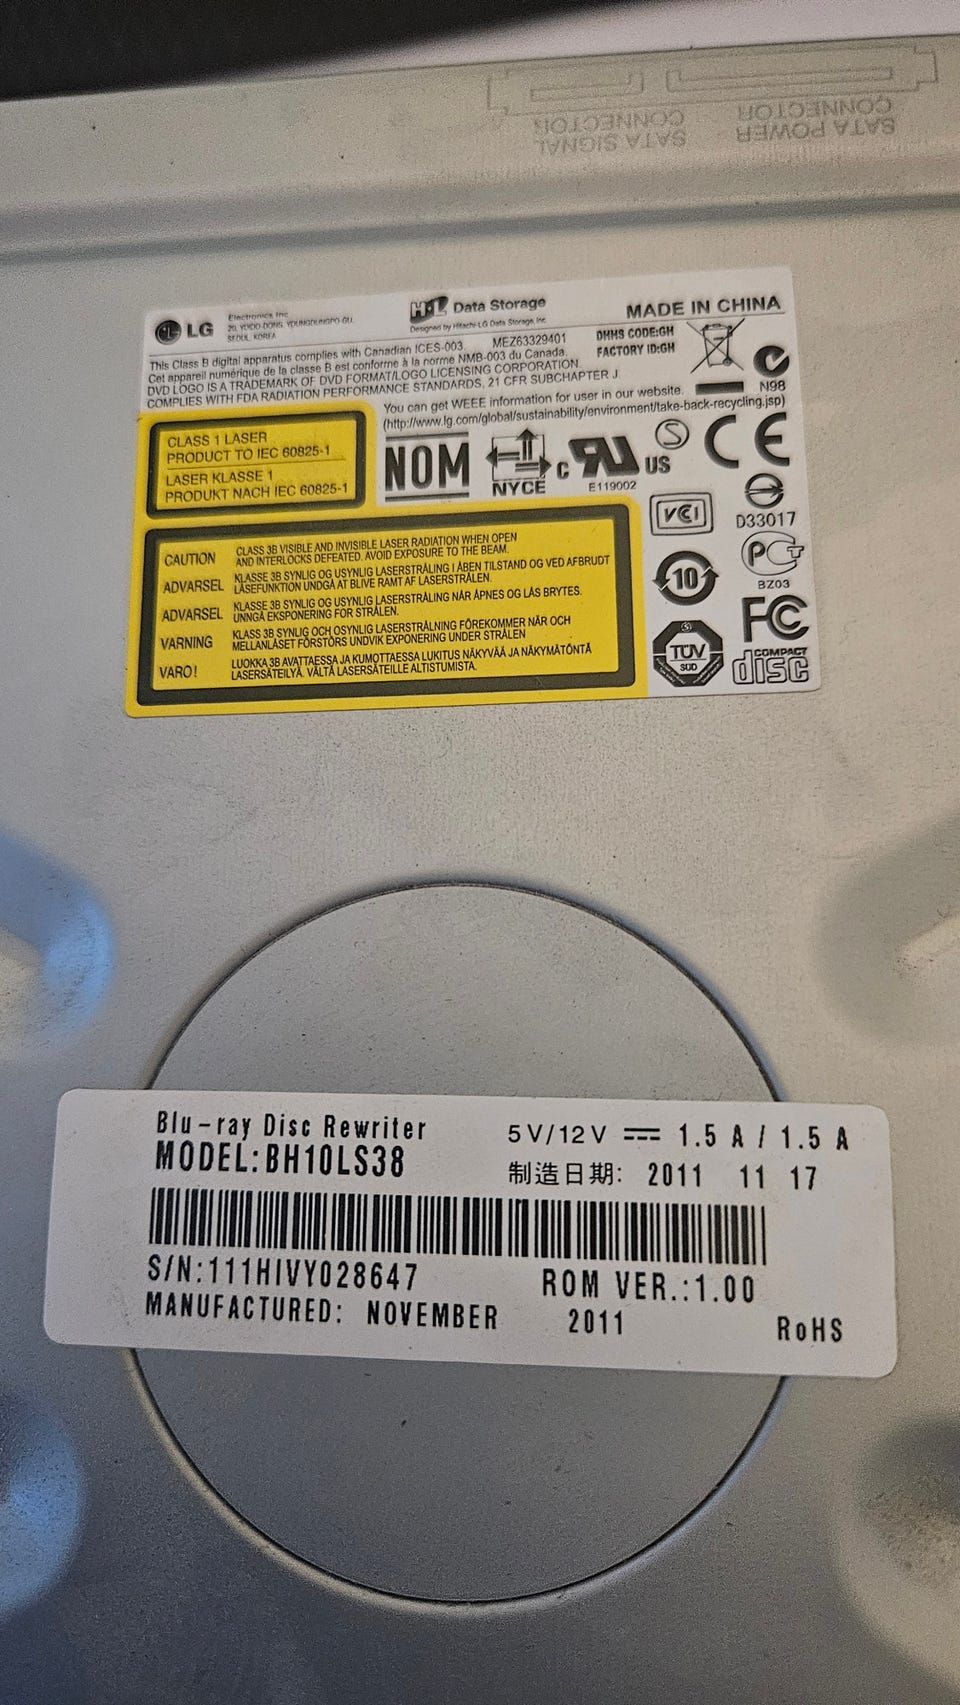 SATA POWER
CONNECTOR
SATA SIGNAL
CONNECTOR
LG
Electronics Inc.
20, YOIDO-DONG, YOUNGDUNGPO-GU,
SEOUL, KOREA
HL Data Storage
Designed by Hitachi-LG Data Storage, Inc
MADE IN CHINA
This Class B digital apparatus complies with Canadian ICES-003.
MEZ63329401
DHHS CODE:GH
Cet appareil numérique de la classe B est conforme à la norme NMB-003 du Canada.
FACTORY ID:GH
DVD LOGO IS A TRADEMARK OF DVD FORMAT/LOGO LICENSING CORPORATION.
COMPLIES WITH FDA RADIATION PERFORMANCE STANDARDS, 21 CFR SUBCHAPTER J
N98
You can get WEEE information for user in our website.
(http://www.lg.com/global/sustainability/environment/take-back-recycling.jsp)
CLASS 1 LASER
PRODUCT TO IEC 60825-1
LASER KLASSE 1
PRODUKT NACH IEC 60825-1
NOM
NYCE
C US
E119002
S
CE
VCI
D33017
CAUTION CLASS 3B VISIBLE AND INVISIBLE LASER RADIATION WHEN OPEN
AND INTERLOCKS DEFEATED. AVOID EXPOSURE TO THE BEAM.
ADVARSEL KLASSE 3B SYNLIG OG USYNLIG LASERSTRÅLING I ÅBEN TILSTAND OG VED AFBRUDT
LÅSEFUNKTION UNDGÅ AT BLIVE RAMT AF LASERSTRÅLEN.
ADVARSEL KLASSE 3B SYNLIG OG USYNLIG LASERSTRÅLING NÅR ÅPNES OG LÅS BRYTES.
UNNGÅ EKSPONERING FOR STRÅLEN.
VARNING KLASS 3B SYNLIG OCH OSYNLIG LASERSTRÅLNING FÖREKOMMER NÄR OCH
MELLANLÅSET FÖRSTÖRS UNDVIK EXPONERING UNDER STRÅLEN
VARO! LUOKKA 3B AVATTAESSA JA KUMOTTAESSA LUKITUS NÄKYVÄÄ JA NÄKYMÄTÖNTÄ
LASERSÄTEILYÄ. VÄLTÄ LASERSÄTEILLE ALTISTUMISTA.
10
PCT
BZ03
FC
TÜV
SÜD
COMPACT
disc
Blu-ray Disc Rewriter
5V/12V ⎓ 1.5 A / 1.5 A
MODEL:BH10LS38
制造日期: 2011 11 17
S/N:111HIVY028647
ROM VER.:1.00
MANUFACTURED: NOVEMBER 2011
RoHS